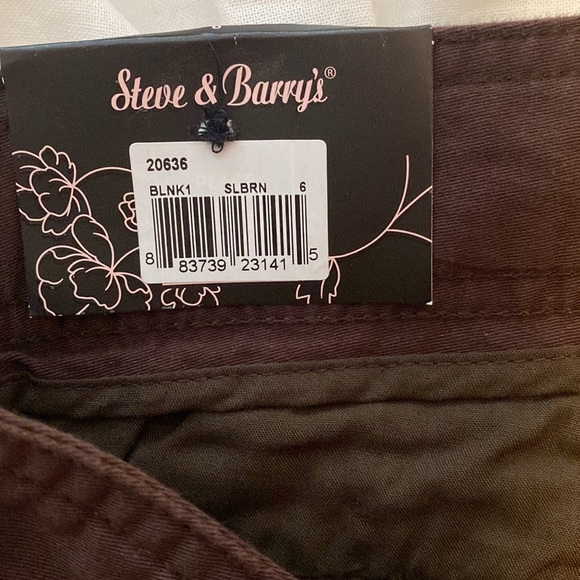 Steve & Barry's®
20636
BLNK1 SLBRN 6
8 83739 23141 5